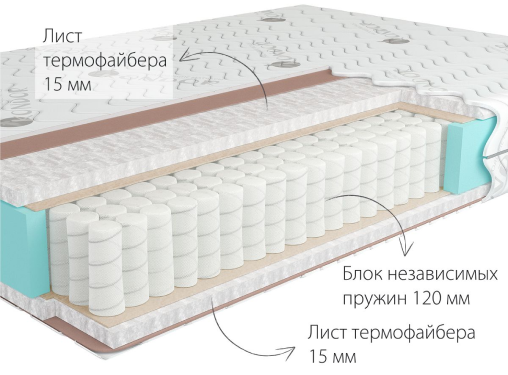 Лист
термофайбера
15 мм
Блок независимых
пружин 120 мм
Лист термофайбера
15 мм